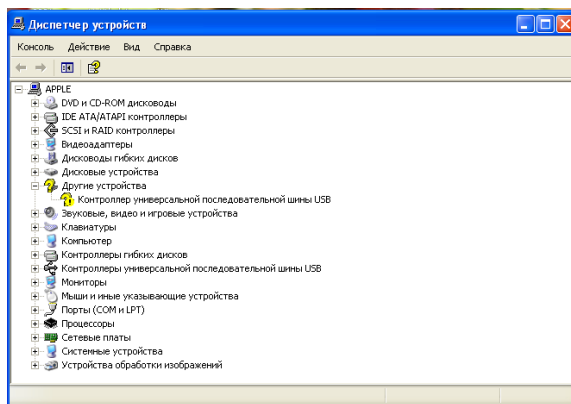 Диспетчер устройств
Консоль Действие Вид Справка
APPLE
DVD и CD-ROM дисководы
IDE ATA/ATAPI контроллеры
SCSI и RAID контроллеры
Видеоадаптеры
Дисководы гибких дисков
Дисковые устройства
Другие устройства
Контроллер универсальной последовательной шины USB
Звуковые, видео и игровые устройства
Клавиатуры
Компьютер
Контроллеры гибких дисков
Контроллеры универсальной последовательной шины USB
Мониторы
Мыши и иные указывающие устройства
Порты (COM и LPT)
Процессоры
Сетевые платы
Системные устройства
Устройства обработки изображений